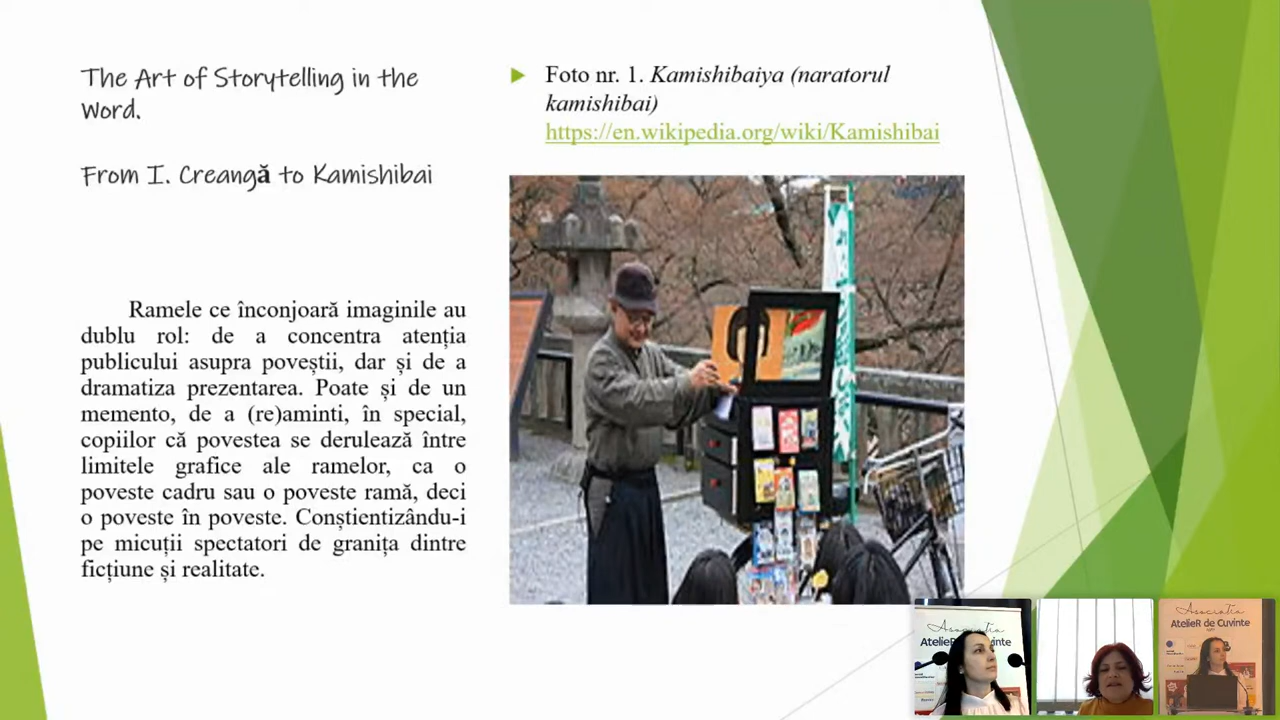 The Art of Storytelling in the
Word.
From I. Creangă to Kamishibai
Ramele ce înconjoară imaginile au
dublu rol: de a concentra atenția
publicului asupra poveștii, dar și de a
dramatiza prezentarea. Poate și de un
memento, de a (re)aminti, în special,
copiilor că povestea se derulează între
limitele grafice ale ramelor, ca o
poveste cadru sau o poveste ramă, deci
o poveste în poveste. Conștientizându-i
pe micuții spectatori de granița dintre
ficțiune și realitate.
Foto nr. 1. Kamishibaiya (naratorul
kamishibai)
https://en.wikipedia.org/wiki/Kamishibai
Asociația
AtelieR de Cuvinte
Asociația
AtelieR de Cuvinte